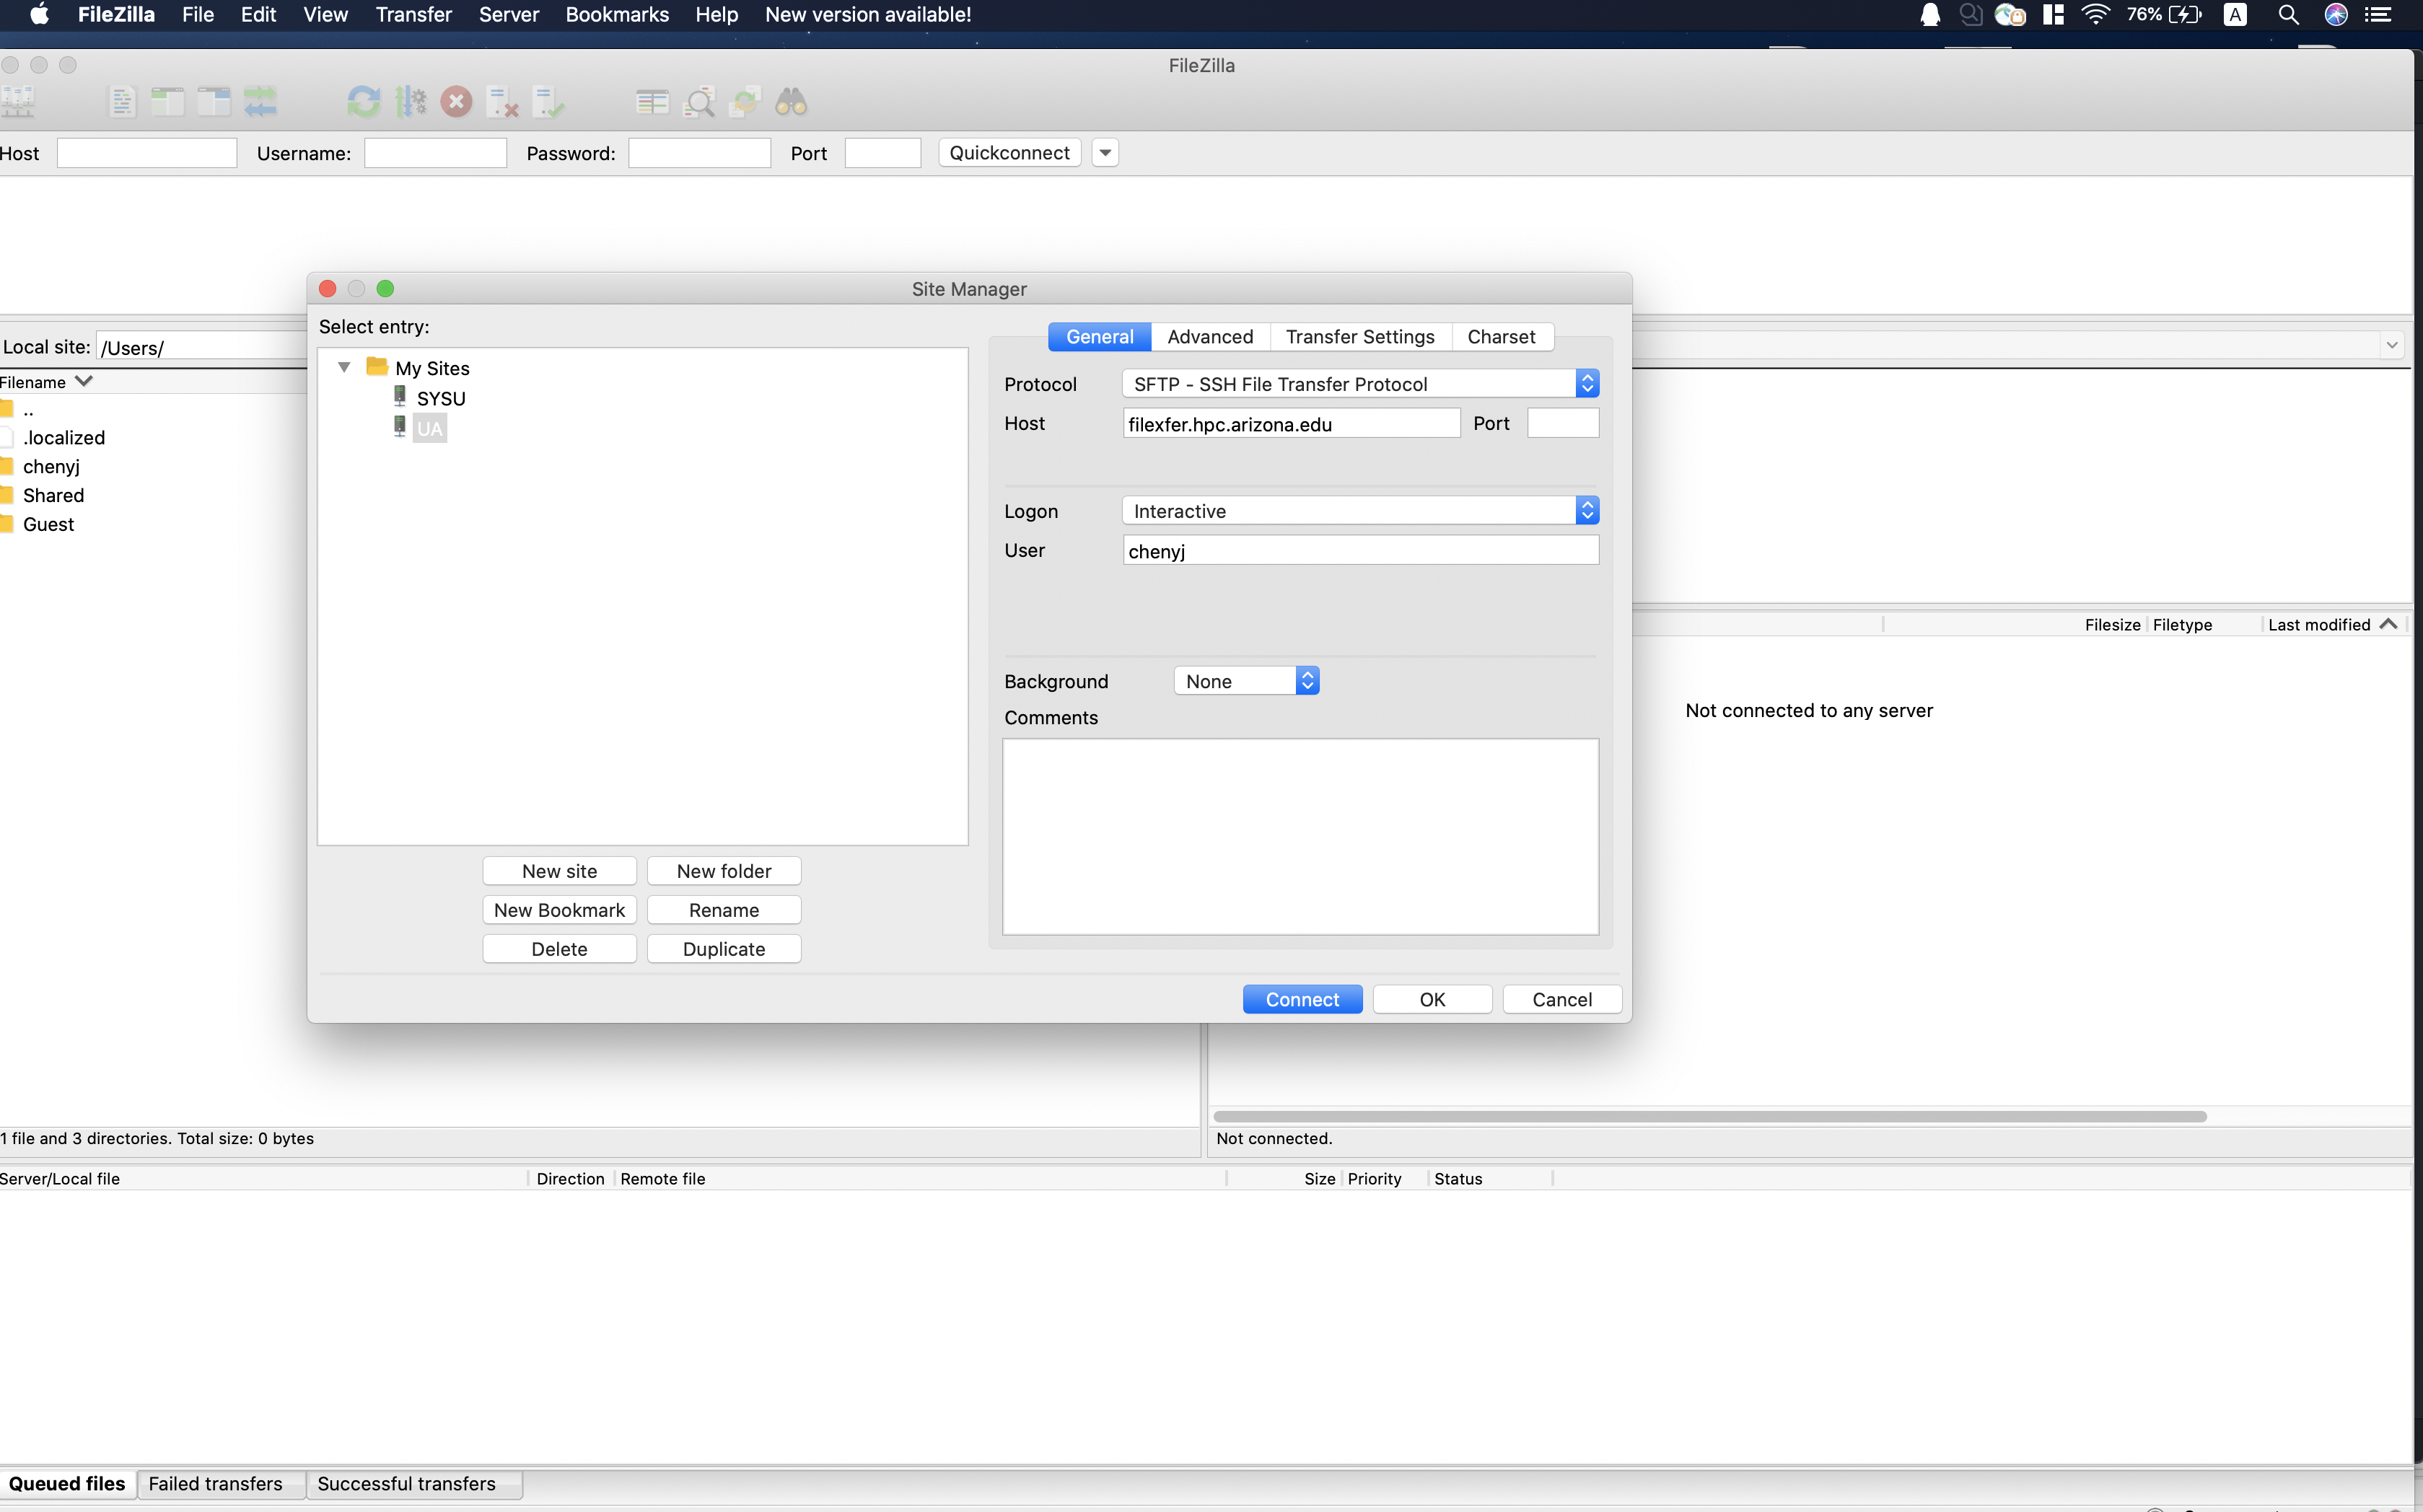 FileZilla File Edit View Transfer Server Bookmarks Help New version available! 76% A
FileZilla
Host Username: Password: Port Quickconnect
Site Manager
Select entry:
My Sites
SYSU
UA
General Advanced Transfer Settings Charset
Protocol SFTP - SSH File Transfer Protocol
Host filexfer.hpc.arizona.edu Port
Logon Interactive
User chenyj
Background None
Comments
New site New folder
New Bookmark Rename
Delete Duplicate
Connect OK Cancel
Local site: /Users/
Filename
..
.localized
chenyj
Shared
Guest
1 file and 3 directories. Total size: 0 bytes
Filesize Filetype Last modified
Not connected to any server
Not connected.
Server/Local file Direction Remote file Size Priority Status
Queued files Failed transfers Successful transfers